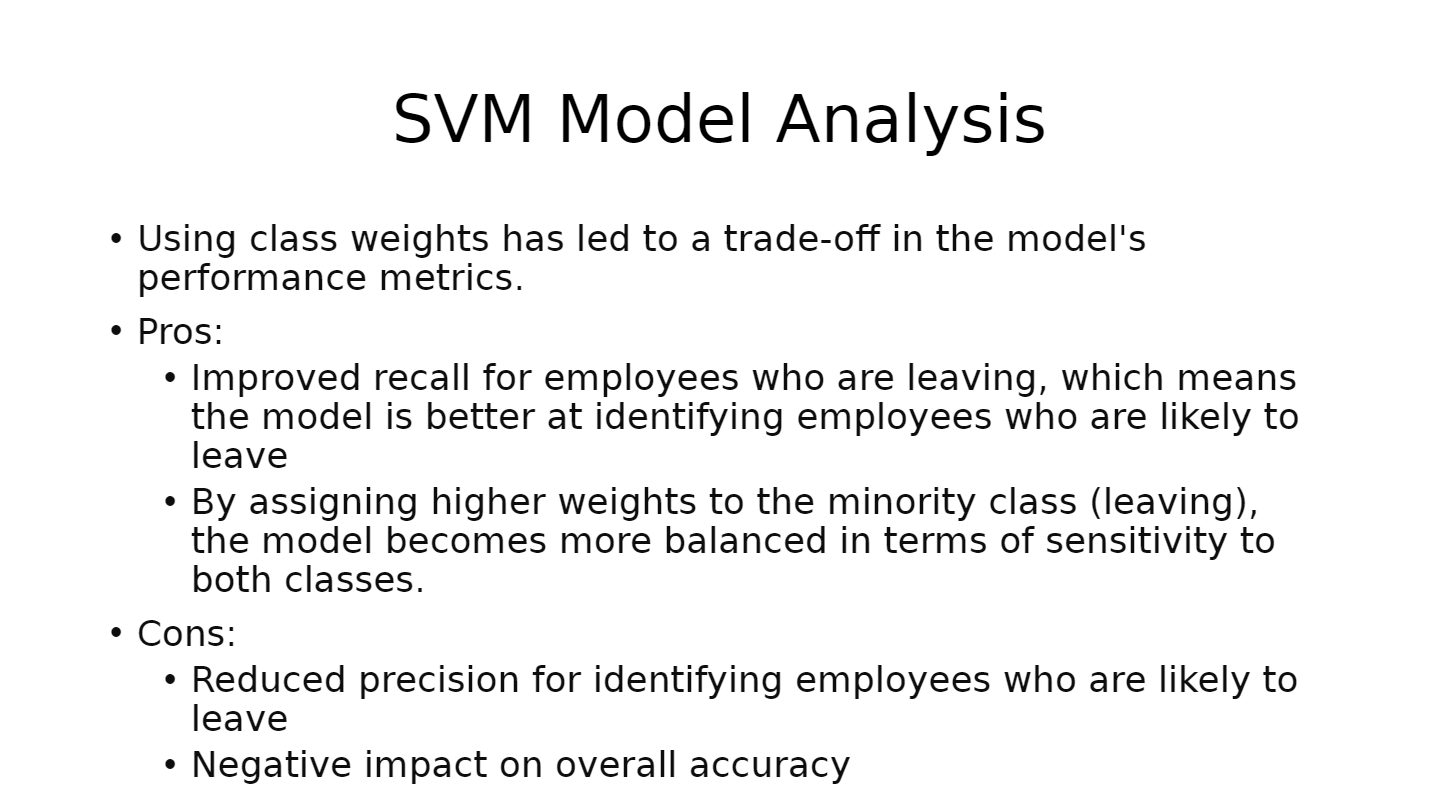 SVM Model Analysis
• Using class weights has led to a trade-off in the model's
performance metrics.
• Pros:
• Improved recall for employees who are leaving, which means
the model is better at identifying employees who are likely to
leave
• By assigning higher weights to the minority class (leaving),
the model becomes more balanced in terms of sensitivity to
both classes.
• Cons:
• Reduced precision for identifying employees who are likely to
leave
• Negative impact on overall accuracy